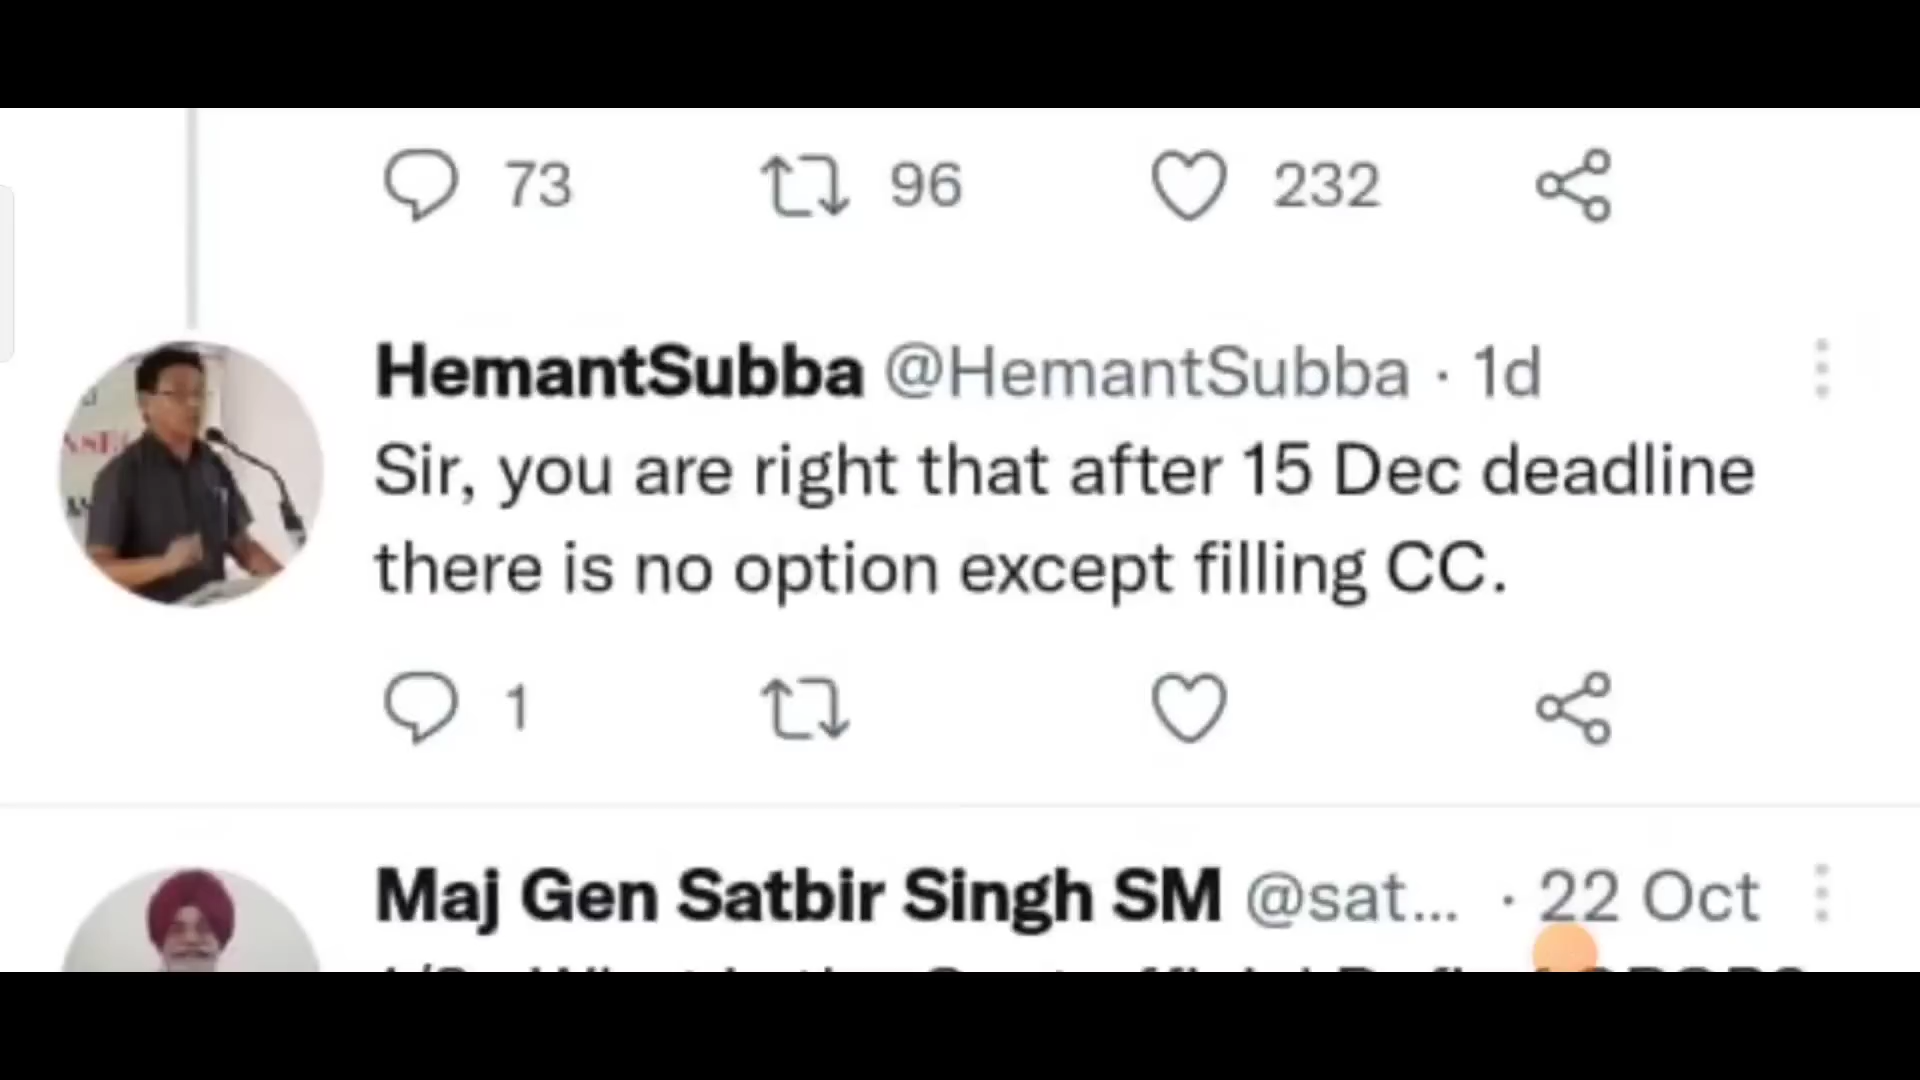 73 96 232
HemantSubba @HemantSubba · 1d
Sir, you are right that after 15 Dec deadline
there is no option except filling CC.
1
Maj Gen Satbir Singh SM @sat... · 22 Oct